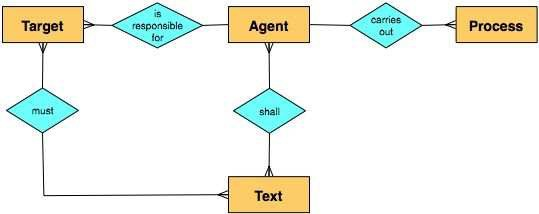 Target
is
responsible
for
Agent
carries
out
Process
must
shall
Text